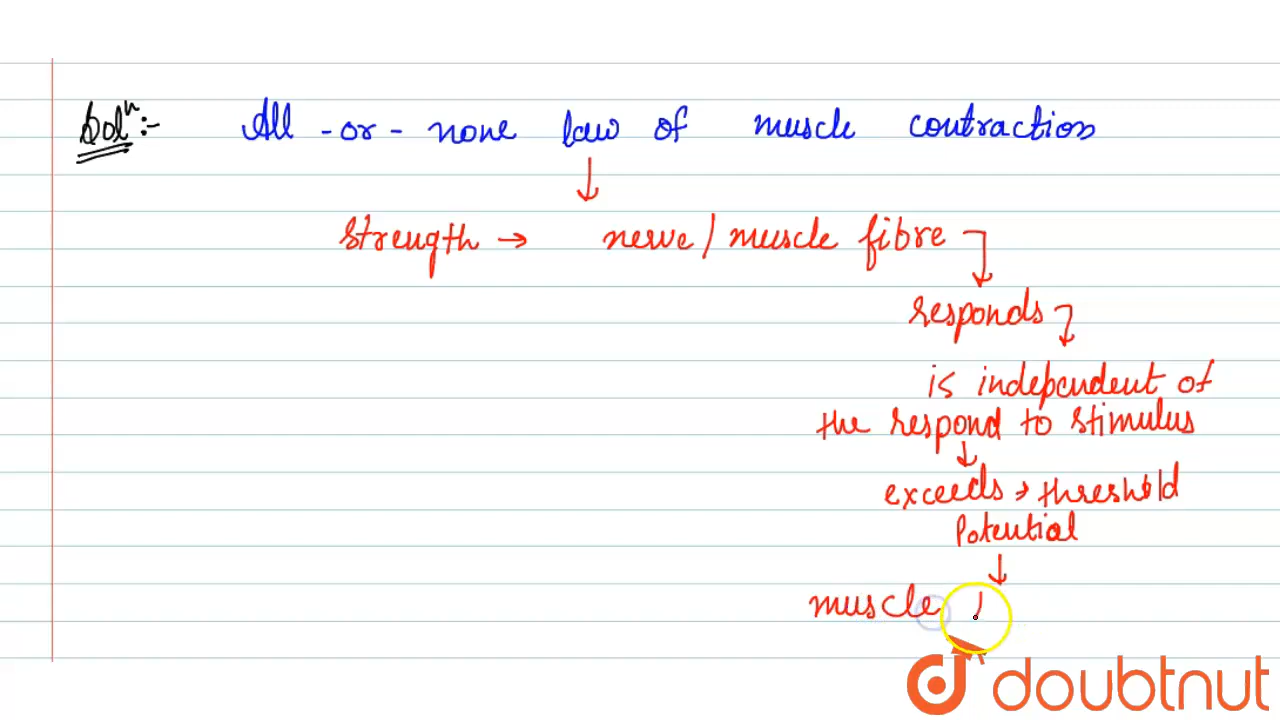 Solⁿ :- All - or - none law of muscle contraction
↓
strength → nerve / muscle fibre
responds
is independent of
the respond to stimulus
↓
exceeds → threshold
Potential
↓
muscle /
doubtnut